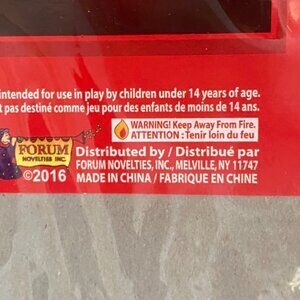 intended for use in play by children under 14 years of age.
pas destiné comme jeu pour des enfants de moins de 14 ans.
WARNING! Keep Away From Fire.
ATTENTION : Tenir loin du feu
FORUM
NOVELTIES INC.
©2016
Distributed by / Distribué par
FORUM NOVELTIES, INC., MELVILLE, NY 11747
MADE IN CHINA / FABRIQUE EN CHINE